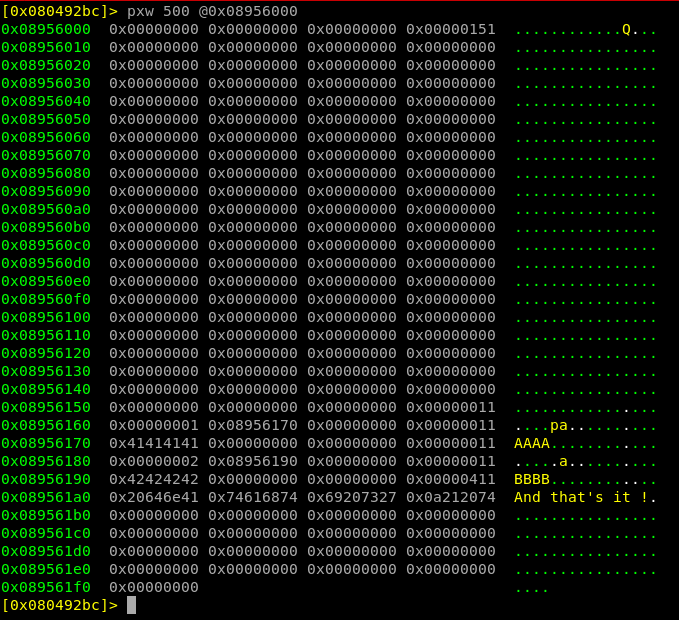 [0x080492bc]> pxw 500 @0x08956000
0x08956000 0x00000000 0x00000000 0x00000000 0x00000151 ............Q...
0x08956010 0x00000000 0x00000000 0x00000000 0x00000000 ................
0x08956020 0x00000000 0x00000000 0x00000000 0x00000000 ................
0x08956030 0x00000000 0x00000000 0x00000000 0x00000000 ................
0x08956040 0x00000000 0x00000000 0x00000000 0x00000000 ................
0x08956050 0x00000000 0x00000000 0x00000000 0x00000000 ................
0x08956060 0x00000000 0x00000000 0x00000000 0x00000000 ................
0x08956070 0x00000000 0x00000000 0x00000000 0x00000000 ................
0x08956080 0x00000000 0x00000000 0x00000000 0x00000000 ................
0x08956090 0x00000000 0x00000000 0x00000000 0x00000000 ................
0x089560a0 0x00000000 0x00000000 0x00000000 0x00000000 ................
0x089560b0 0x00000000 0x00000000 0x00000000 0x00000000 ................
0x089560c0 0x00000000 0x00000000 0x00000000 0x00000000 ................
0x089560d0 0x00000000 0x00000000 0x00000000 0x00000000 ................
0x089560e0 0x00000000 0x00000000 0x00000000 0x00000000 ................
0x089560f0 0x00000000 0x00000000 0x00000000 0x00000000 ................
0x08956100 0x00000000 0x00000000 0x00000000 0x00000000 ................
0x08956110 0x00000000 0x00000000 0x00000000 0x00000000 ................
0x08956120 0x00000000 0x00000000 0x00000000 0x00000000 ................
0x08956130 0x00000000 0x00000000 0x00000000 0x00000000 ................
0x08956140 0x00000000 0x00000000 0x00000000 0x00000000 ................
0x08956150 0x00000000 0x00000000 0x00000000 0x00000011 ................
0x08956160 0x00000001 0x08956170 0x00000000 0x00000011 ....pa..........
0x08956170 0x41414141 0x00000000 0x00000000 0x00000011 AAAA............
0x08956180 0x00000002 0x08956190 0x00000000 0x00000011 .....a..........
0x08956190 0x42424242 0x00000000 0x00000000 0x00000411 BBBB............
0x089561a0 0x20646e41 0x74616874 0x69207327 0x0a212074 And that's it !.
0x089561b0 0x00000000 0x00000000 0x00000000 0x00000000 ................
0x089561c0 0x00000000 0x00000000 0x00000000 0x00000000 ................
0x089561d0 0x00000000 0x00000000 0x00000000 0x00000000 ................
0x089561e0 0x00000000 0x00000000 0x00000000 0x00000000 ................
0x089561f0 0x00000000 ....
[0x080492bc]>